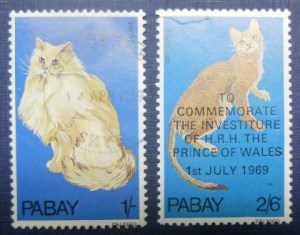 PABAY 1/-
TO
COMMEMORATE
THE INVESTITURE
OF H.R.H. THE
PRINCE OF WALES
1st JULY 1969
PABAY 2/6